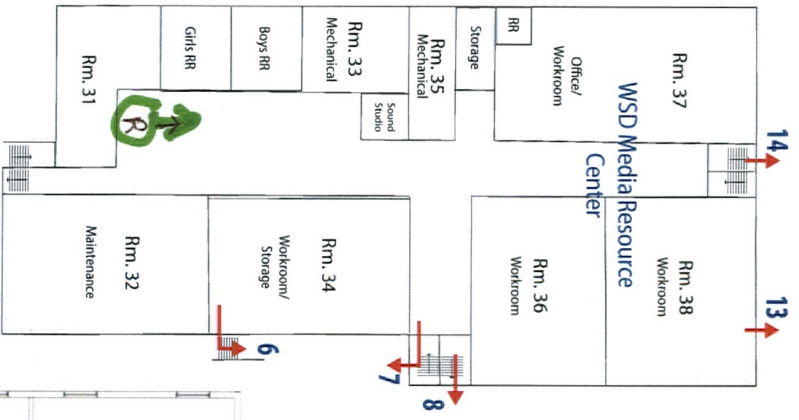 Rm. 31
Girls RR
Boys RR
Rm. 33
Mechanical
Rm. 35
Mechanical
Sound
Studio
Storage
RR
Office/
Workroom
Rm. 37
WSD Media Resource
Center
14
R
Rm. 32
Maintenance
Rm. 34
Workroom/
Storage
Rm. 36
Workroom
Rm. 38
Workroom
13
6
7
8